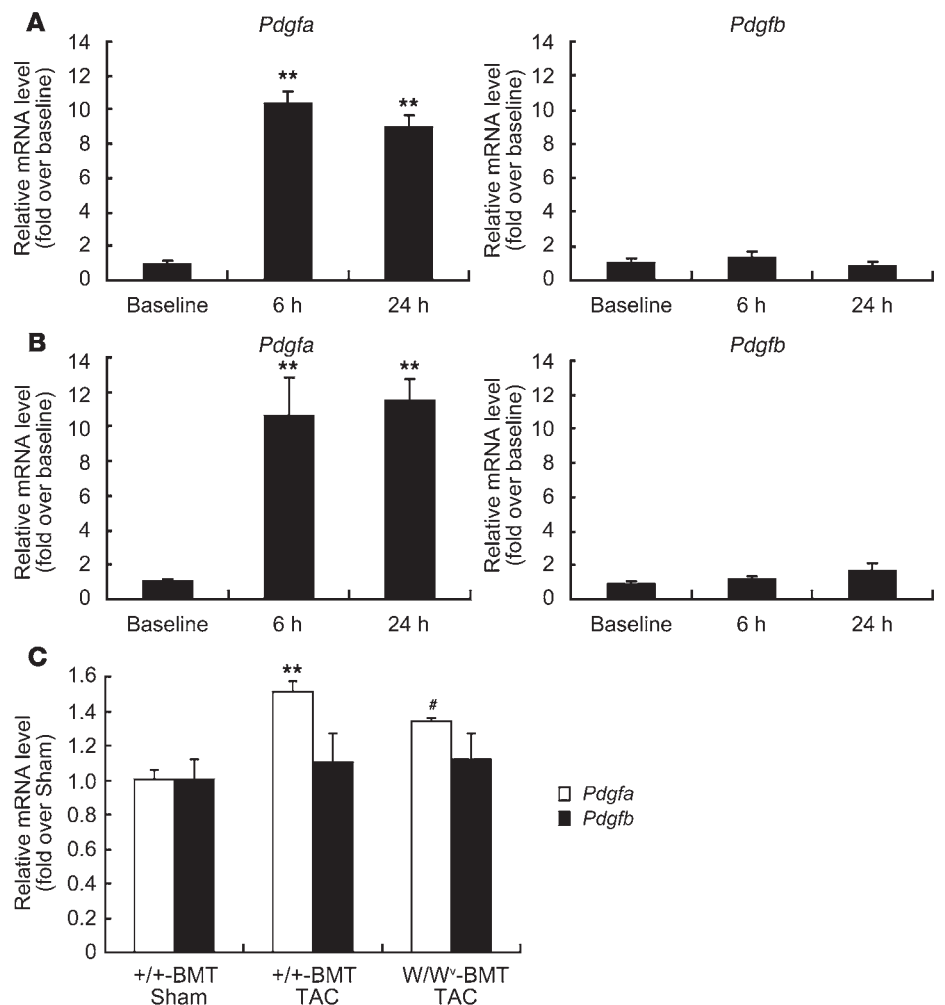 A
Pdgfa
Relative mRNA level
(fold over baseline)
14
12
10
8
6
4
2
0
**
**
Baseline
6 h
24 h
Pdgfb
Relative mRNA level
(fold over baseline)
14
12
10
8
6
4
2
0
Baseline
6 h
24 h
B
Pdgfa
Relative mRNA level
(fold over baseline)
14
12
10
8
6
4
2
0
**
**
Baseline
6 h
24 h
Pdgfb
Relative mRNA level
(fold over baseline)
14
12
10
8
6
4
2
0
Baseline
6 h
24 h
C
Relative mRNA level
(fold over Sham)
1.6
1.4
1.2
1.0
0.8
0.6
0.4
0.2
0
**
#
+/+-BMT
Sham
+/+-BMT
TAC
W/Wᵛ-BMT
TAC
Pdgfa
Pdgfb